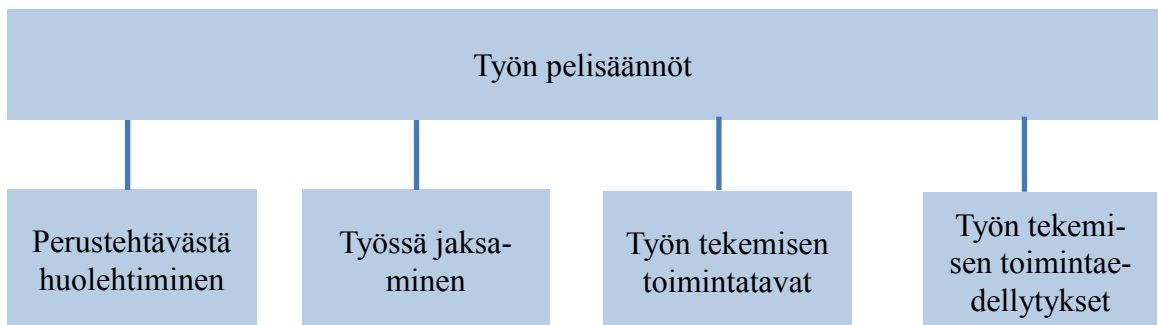 Työn pelisäännöt
Perustehtävästä
huolehtiminen
Työssä jaksa-
minen
Työn tekemisen
toimintatavat
Työn tekemi-
sen toimintae-
dellytykset